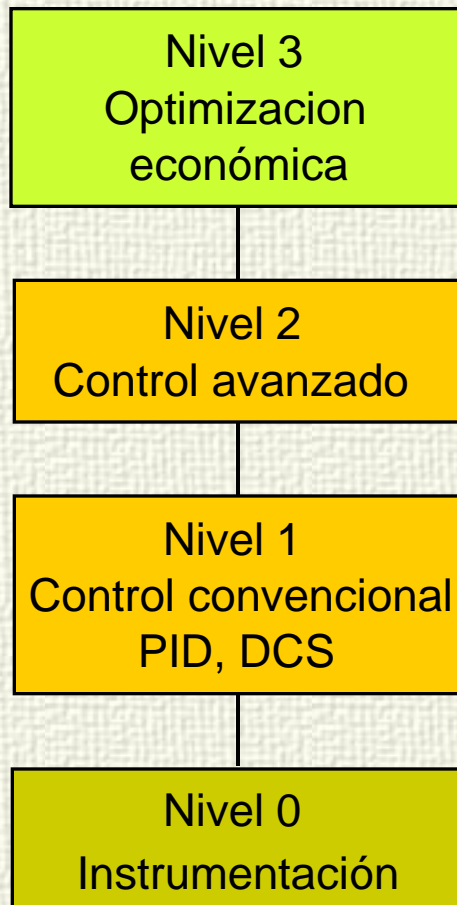 Nivel 3
Optimizacion
económica
Nivel 2
Control avanzado
Nivel 1
Control convencional
PID, DCS
Nivel 0
Instrumentación